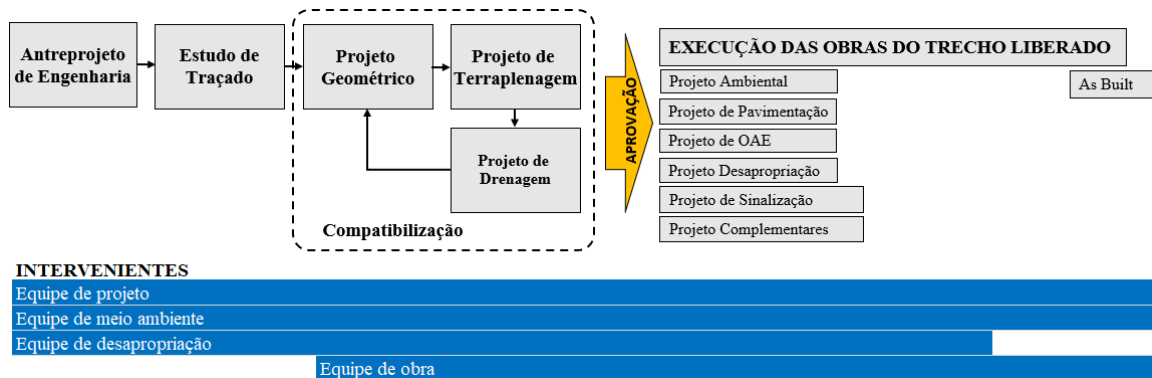 Antreprojeto
de Engenharia
Estudo de
Traçado
Projeto
Geométrico
Projeto de
Terraplenagem
Projeto de
Drenagem
Compatibilização
APROVAÇÃO
EXECUÇÃO DAS OBRAS DO TRECHO LIBERADO
Projeto Ambiental
As Built
Projeto de Pavimentação
Projeto de OAE
Projeto Desapropriação
Projeto de Sinalização
Projeto Complementares
INTERVENIENTES
Equipe de projeto
Equipe de meio ambiente
Equipe de desapropriação
Equipe de obra